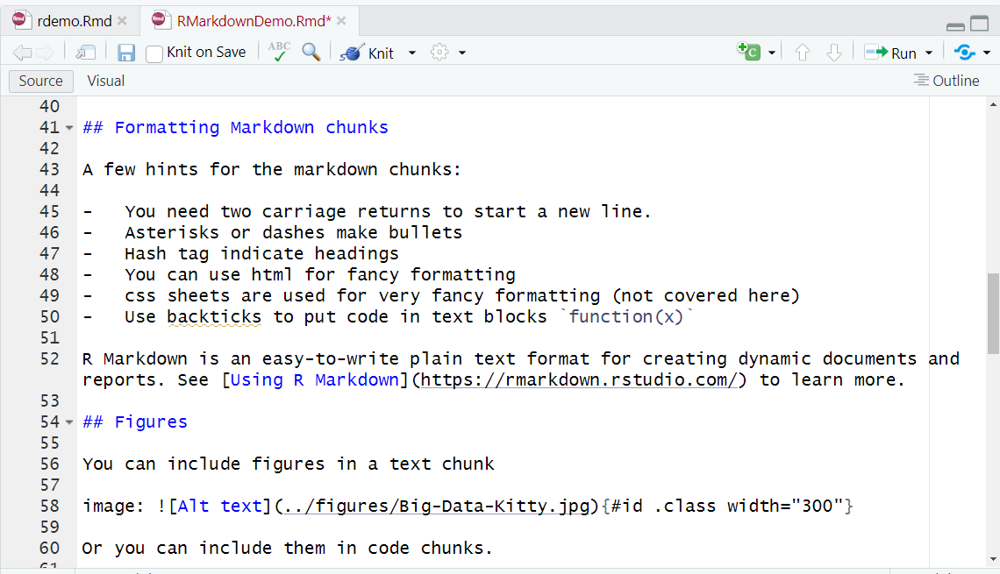 rdemo.Rmd RMarkdownDemo.Rmd*
Knit on Save ABC Knit C Run
Source Visual Outline
40
41 ## Formatting Markdown chunks
42
43 A few hints for the markdown chunks:
44
45 - You need two carriage returns to start a new line.
46 - Asterisks or dashes make bullets
47 - Hash tag indicate headings
48 - You can use html for fancy formatting
49 - css sheets are used for very fancy formatting (not covered here)
50 - Use backticks to put code in text blocks `function(x)`
51
52 R Markdown is an easy-to-write plain text format for creating dynamic documents and
reports. See [Using R Markdown](https://rmarkdown.rstudio.com/) to learn more.
53
54 ## Figures
55
56 You can include figures in a text chunk
57
58 image: ![Alt text](../figures/Big-Data-Kitty.jpg){#id .class width="300"}
59
60 Or you can include them in code chunks.
61